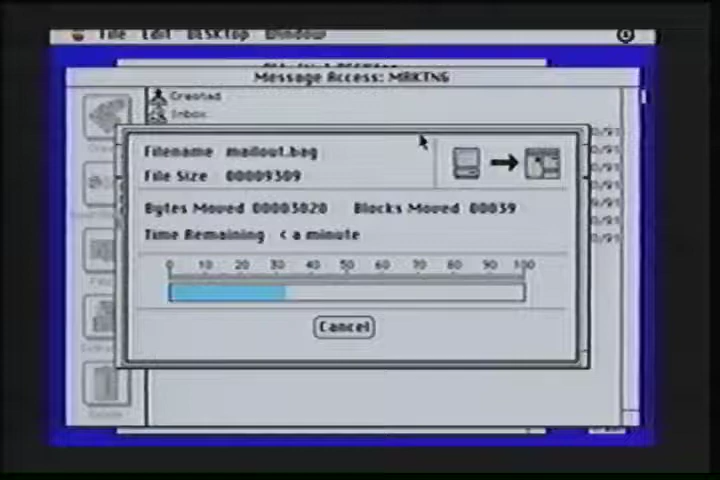 File Edit Desktop Window
Message Access: MRKTNG
Created
Inbox
Filename mailout.bag
File Size 00009309
Bytes Moved 00003020 Blocks Moved 00039
Time Remaining < a minute
0 10 20 30 40 50 60 70 80 90 100
Cancel